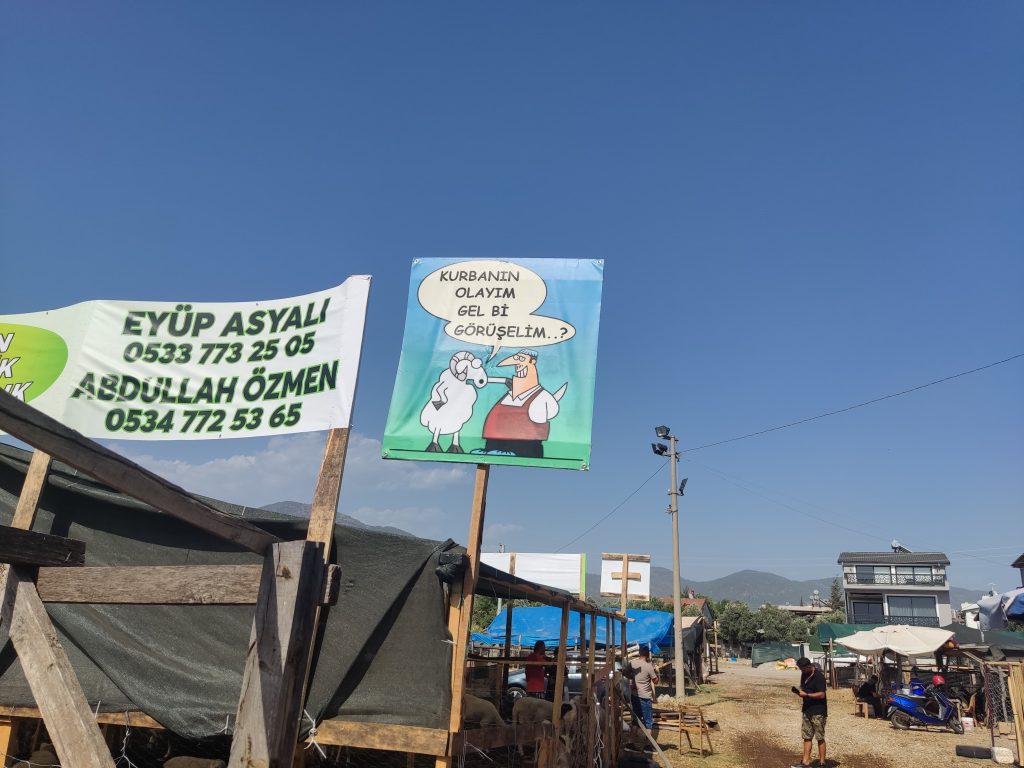 EYÜP ASYALI
0533 773 25 05
ABDULLAH ÖZMEN
0534 772 53 65
KURBANIN
OLAYIM
GEL Bİ
GÖRÜŞELİM..?